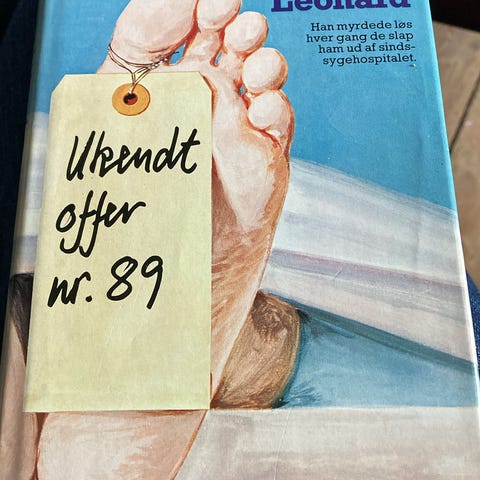 Leonard
Han myrdede løs
hver gang de slap
ham ud af sinds-
sygehospitalet.
Ukendt
offer
nr. 89